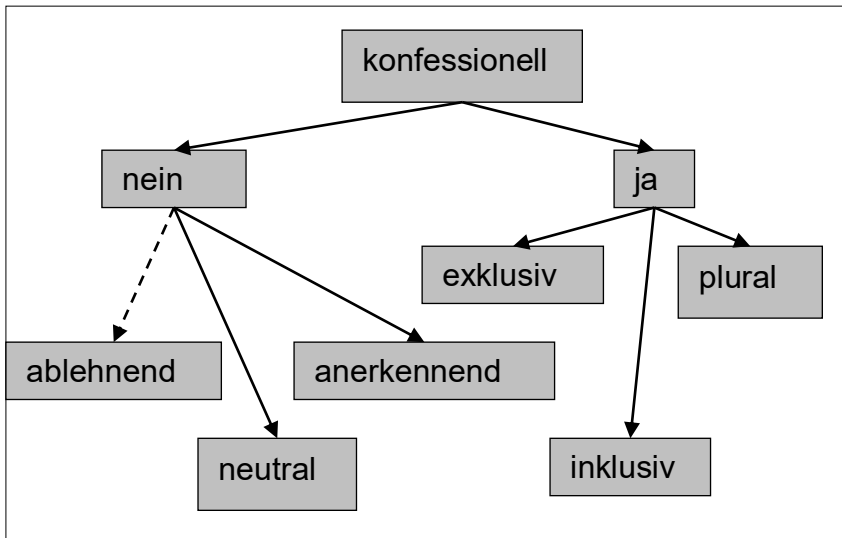 konfessionell
nein
ja
exklusiv
plural
ablehnend
anerkennend
neutral
inklusiv